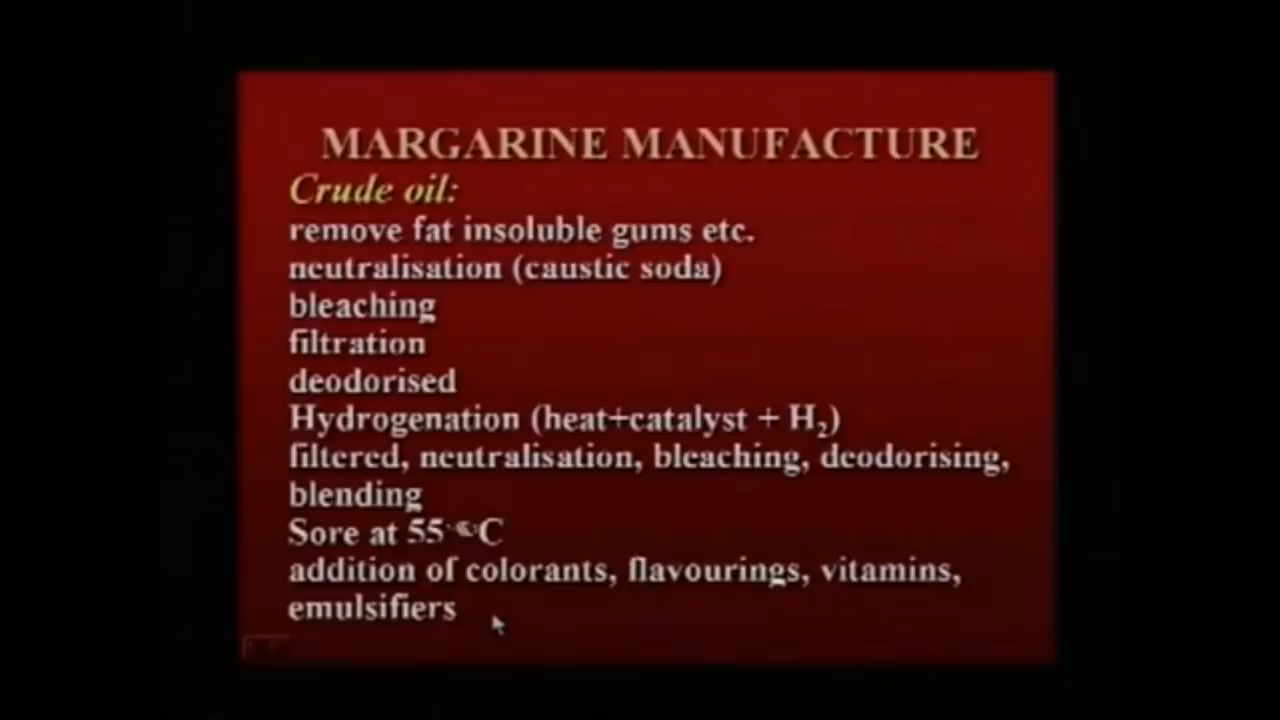 MARGARINE MANUFACTURE
Crude oil:
remove fat insoluble gums etc.
neutralisation (caustic soda)
bleaching
filtration
deodorised
Hydrogenation (heat+catalyst + H₂)
filtered, neutralisation, bleaching, deodorising,
blending
Sore at 55 C
addition of colorants, flavourings, vitamins,
emulsifiers